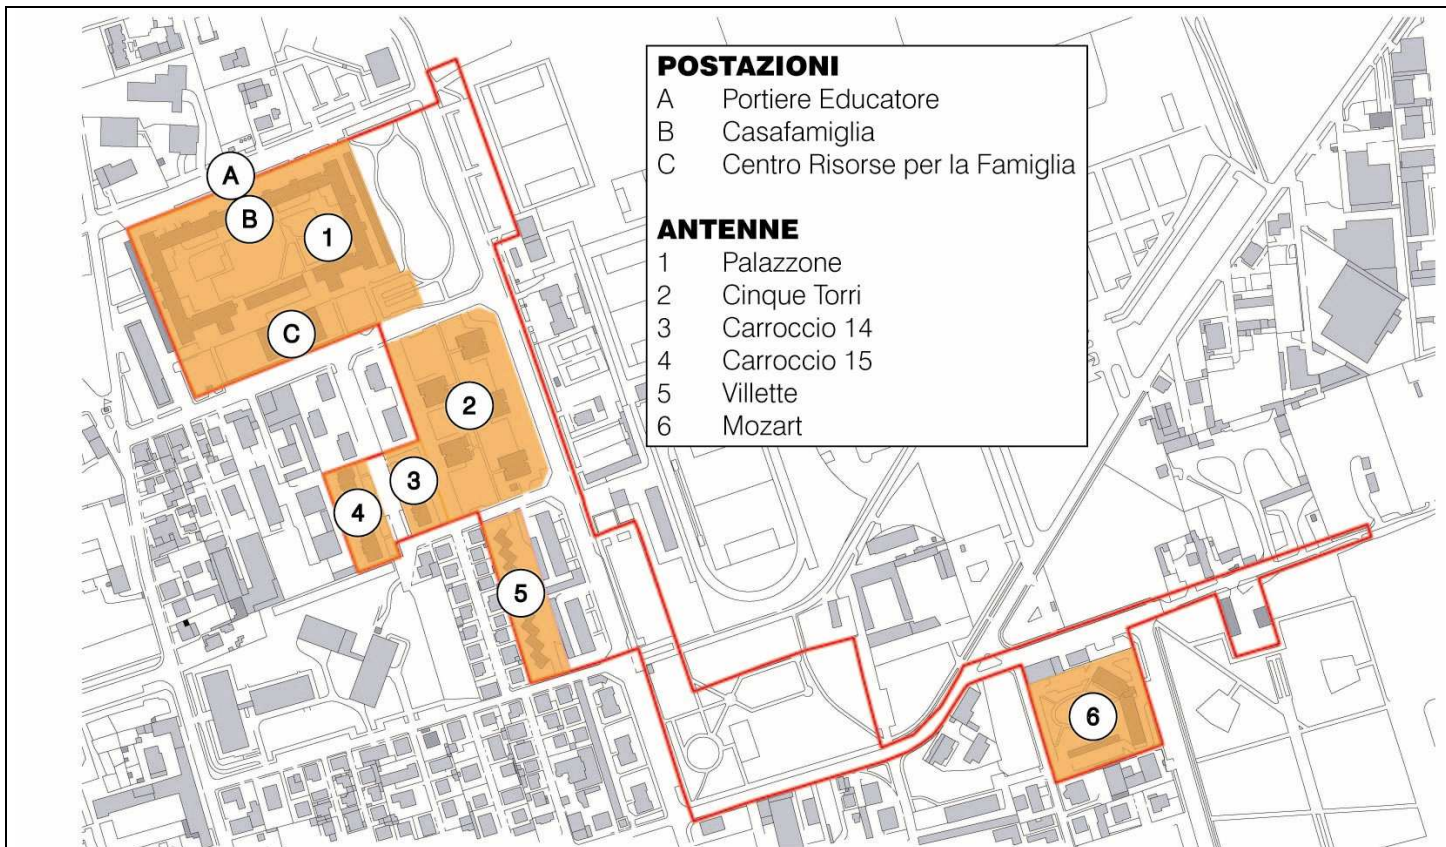 POSTAZIONI
A Portiere Educatore
B Casafamiglia
C Centro Risorse per la Famiglia
ANTENNE
1 Palazzone
2 Cinque Torri
3 Carroccio 14
4 Carroccio 15
5 Villette
6 Mozart
A
B
1
C
2
3
4
5
6